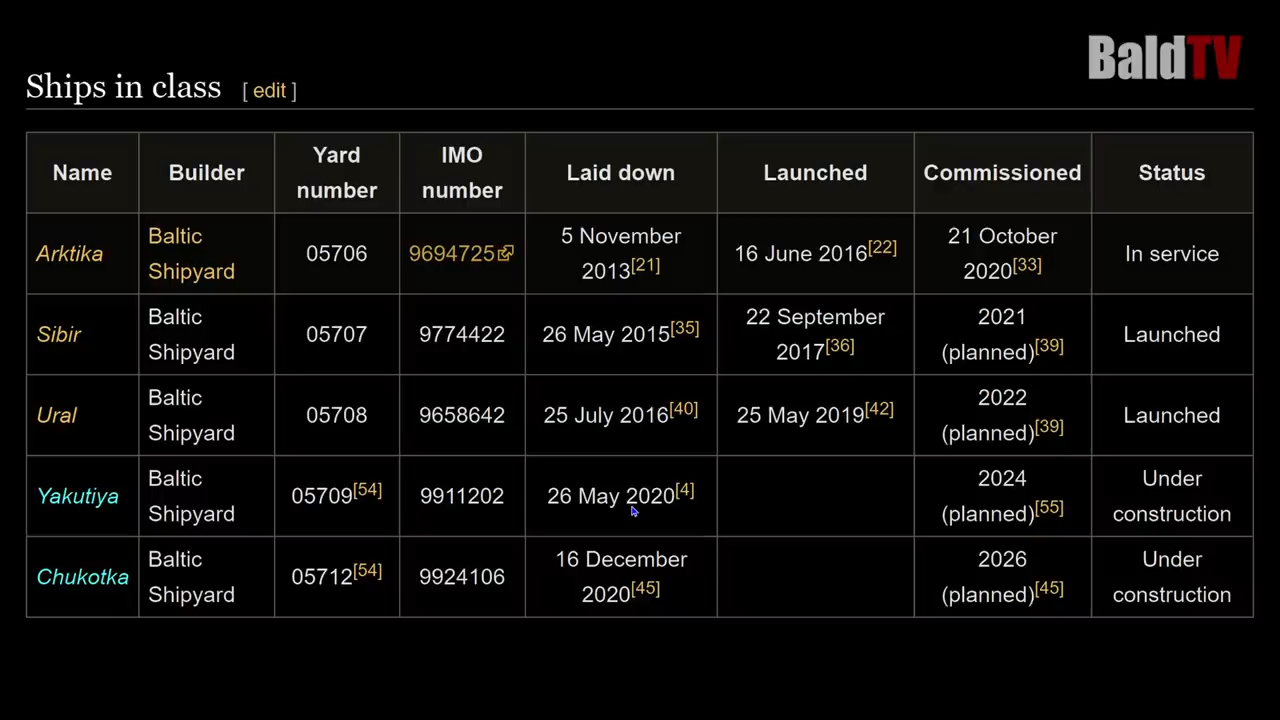 BaldTV
Ships in class [ edit ]
Name Builder Yard number IMO number Laid down Launched Commissioned Status
Arktika Baltic Shipyard 05706 9694725 5 November 2013[21] 16 June 2016[22] 21 October 2020[33] In service
Sibir Baltic Shipyard 05707 9774422 26 May 2015[35] 22 September 2017[36] 2021 (planned)[39] Launched
Ural Baltic Shipyard 05708 9658642 25 July 2016[40] 25 May 2019[42] 2022 (planned)[39] Launched
Yakutiya Baltic Shipyard 05709[54] 9911202 26 May 2020[4] 2024 (planned)[55] Under construction
Chukotka Baltic Shipyard 05712[54] 9924106 16 December 2020[45] 2026 (planned)[45] Under construction